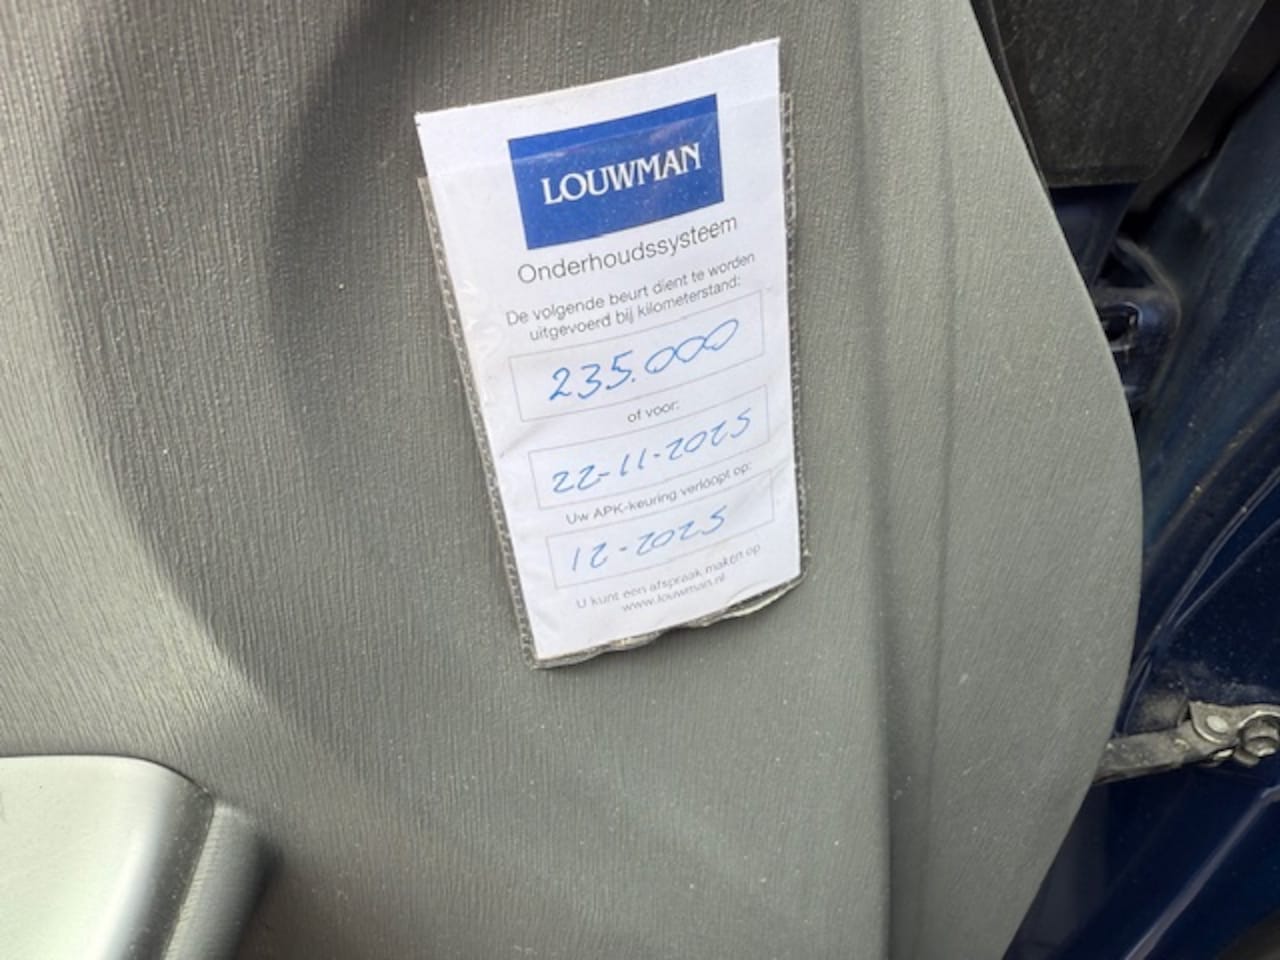 LOUWMAN
Onderhoudssysteem
De volgende beurt dient te worden
uitgevoerd bij kilometerstand:
235.000
of voor:
22-11-2025
Uw APK-keuring verloopt op:
12-2025
U kunt een afspraak maken op
www.louwman.nl